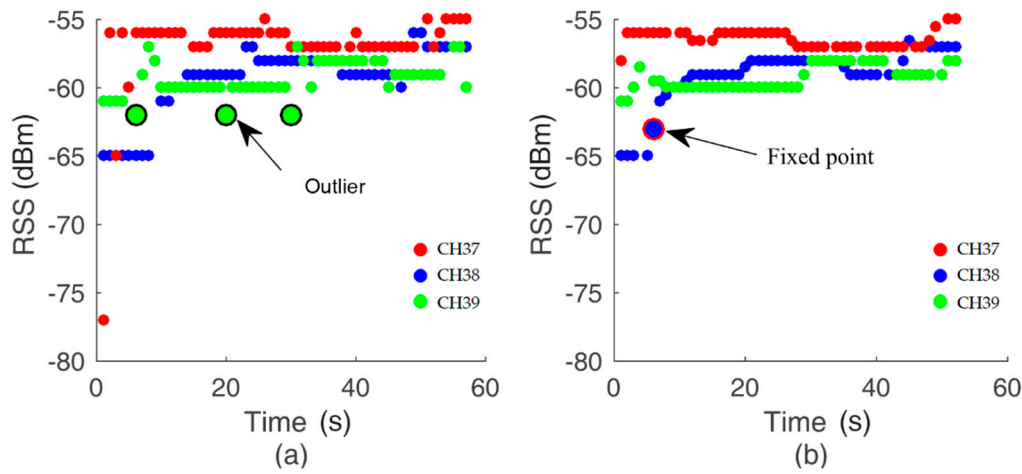 -55
-60
-65
-70
-75
-80
RSS (dBm)
Outlier
CH37
CH38
CH39
0
20
40
60
Time (s)
(a)
-55
-60
-65
-70
-75
-80
RSS (dBm)
Fixed point
CH37
CH38
CH39
0
20
40
60
Time (s)
(b)